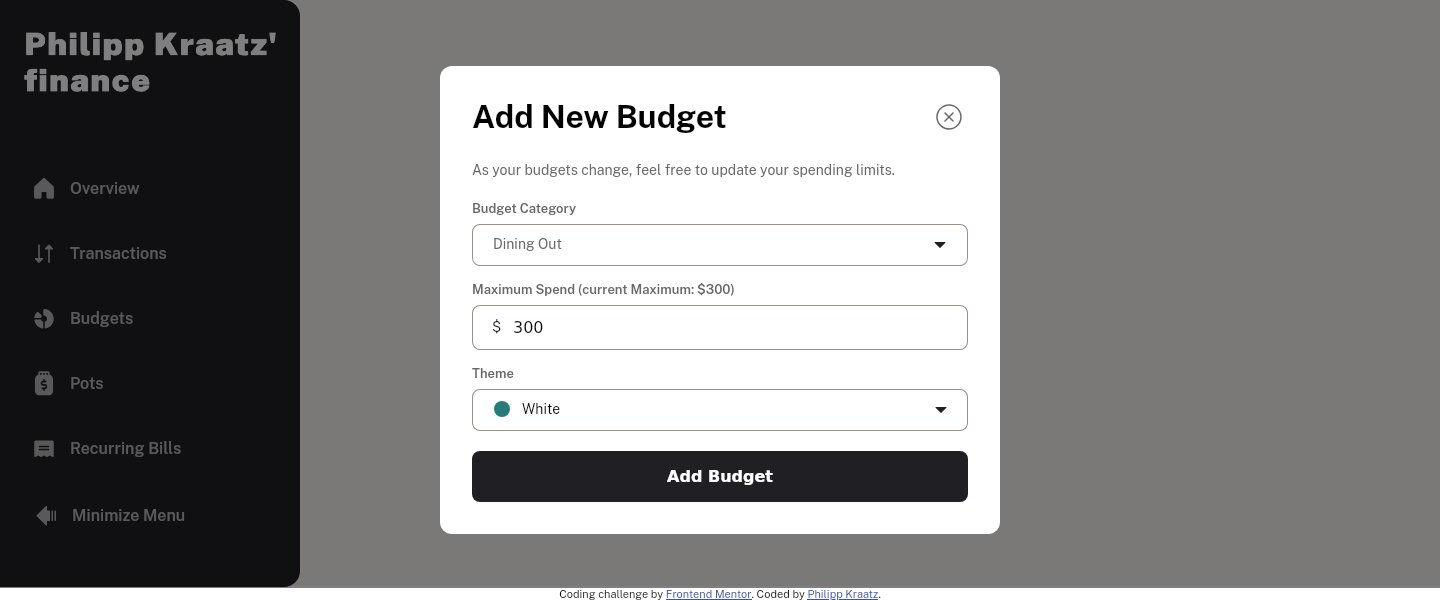 Philipp Kraatz'
finance
Overview
Transactions
Budgets
Pots
Recurring Bills
Minimize Menu
Add New Budget
As your budgets change, feel free to update your spending limits.
Budget Category
Dining Out
Maximum Spend (current Maximum: $300)
$ 300
Theme
White
Add Budget
Coding challenge by Frontend Mentor. Coded by Philipp Kraatz.